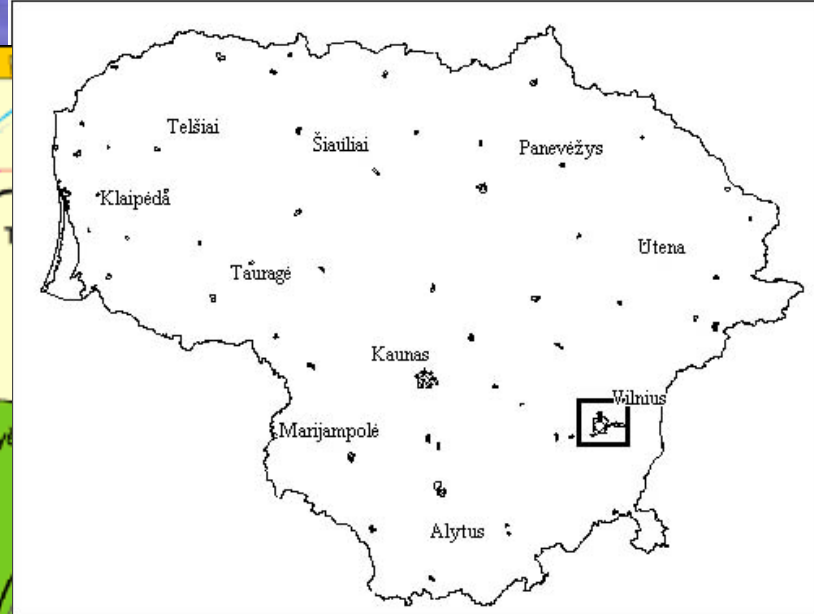 Telšiai
Šiauliai
Panevėžys
Klaipėda
Utena
Tauragė
Kaunas
Vilnius
Marijampolė
Alytus